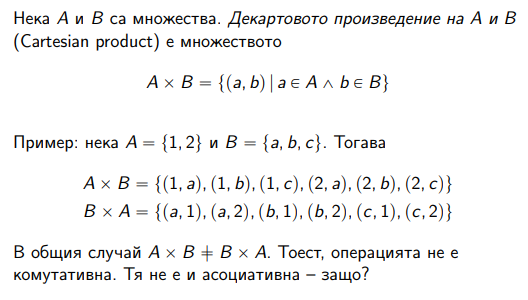 Нека A и B са множества. Декартовото произведение на A и B
(Cartesian product) е множеството
A × B = {(a, b) | a ∈ A ∧ b ∈ B}
Пример: нека A = {1, 2} и B = {a, b, c}. Тогава
A × B = {(1, a), (1, b), (1, c), (2, a), (2, b), (2, c)}
B × A = {(a, 1), (a, 2), (b, 1), (b, 2), (c, 1), (c, 2)}
В общия случай A × B ≠ B × A. Тоест, операцията не е
комутативна. Тя не е и асоциативна – защо?